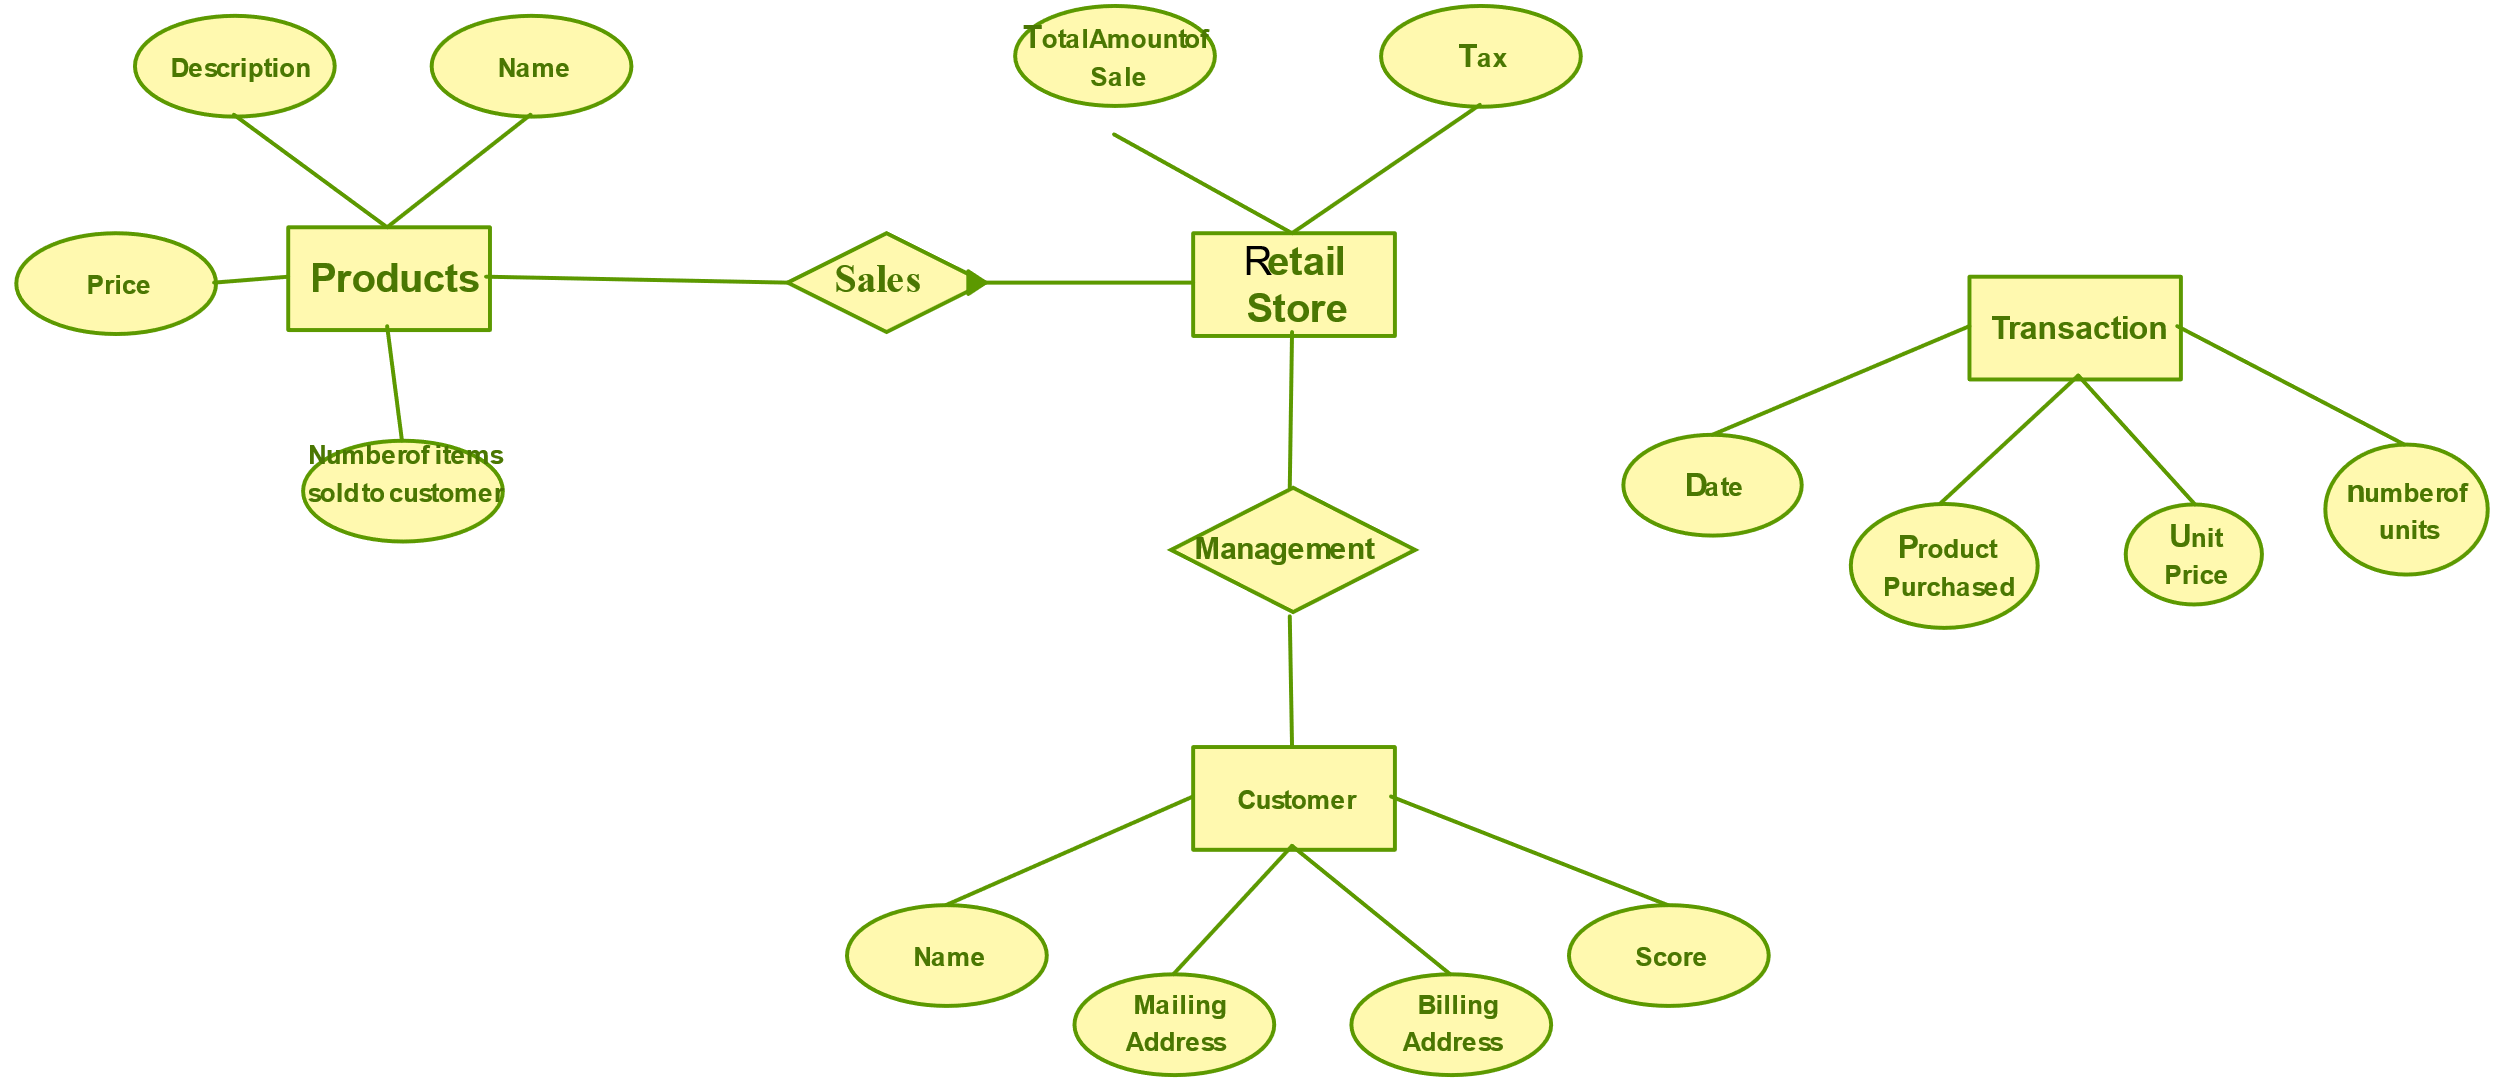 Description
Name
Total Amount of
Sale
Tax
Price
Products
Sales
Retail
Store
Transaction
Number of items
sold to customer
Date
Product
Purchased
Unit
Price
number of
units
Management
Customer
Name
Mailing
Address
Billing
Address
Score